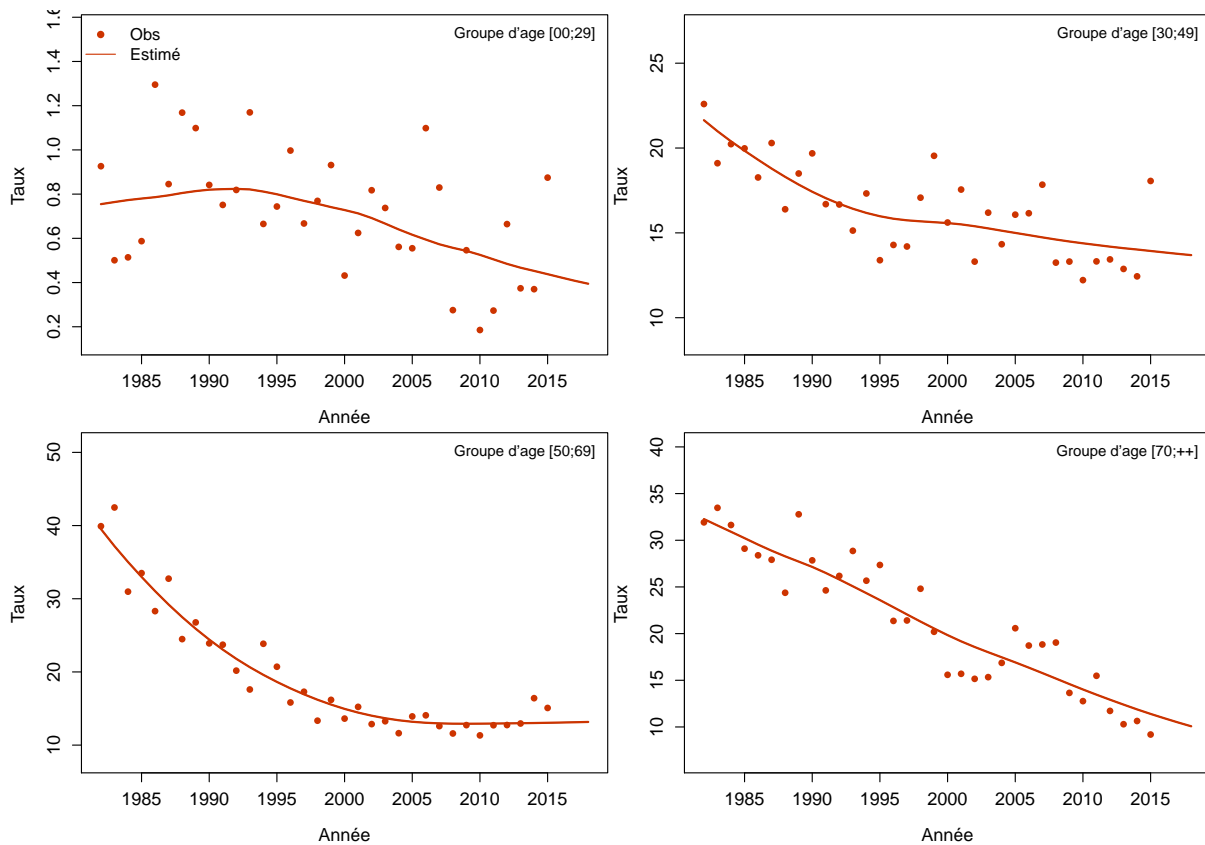 Obs
Estimé
Groupe d'age [00;29]
Taux
0.2 0.4 0.6 0.8 1.0 1.2 1.4 1.6
1985 1990 1995 2000 2005 2010 2015
Année
Groupe d'age [30;49]
Taux
10 15 20 25
1985 1990 1995 2000 2005 2010 2015
Année
Groupe d'age [50;69]
Taux
10 20 30 40 50
1985 1990 1995 2000 2005 2010 2015
Année
Groupe d'age [70;++]
Taux
10 15 20 25 30 35 40
1985 1990 1995 2000 2005 2010 2015
Année